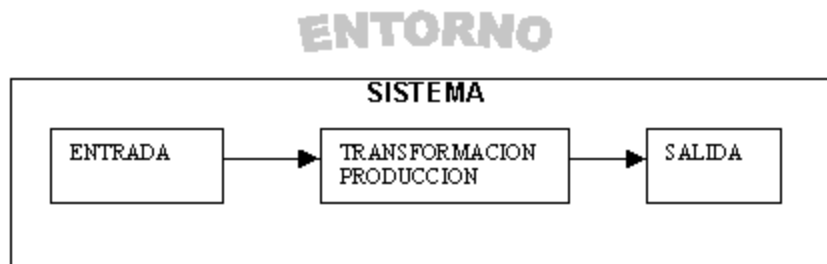 ENTORNO
SISTEMA
ENTRADA
TRANSFORMACION
PRODUCCION
SALIDA